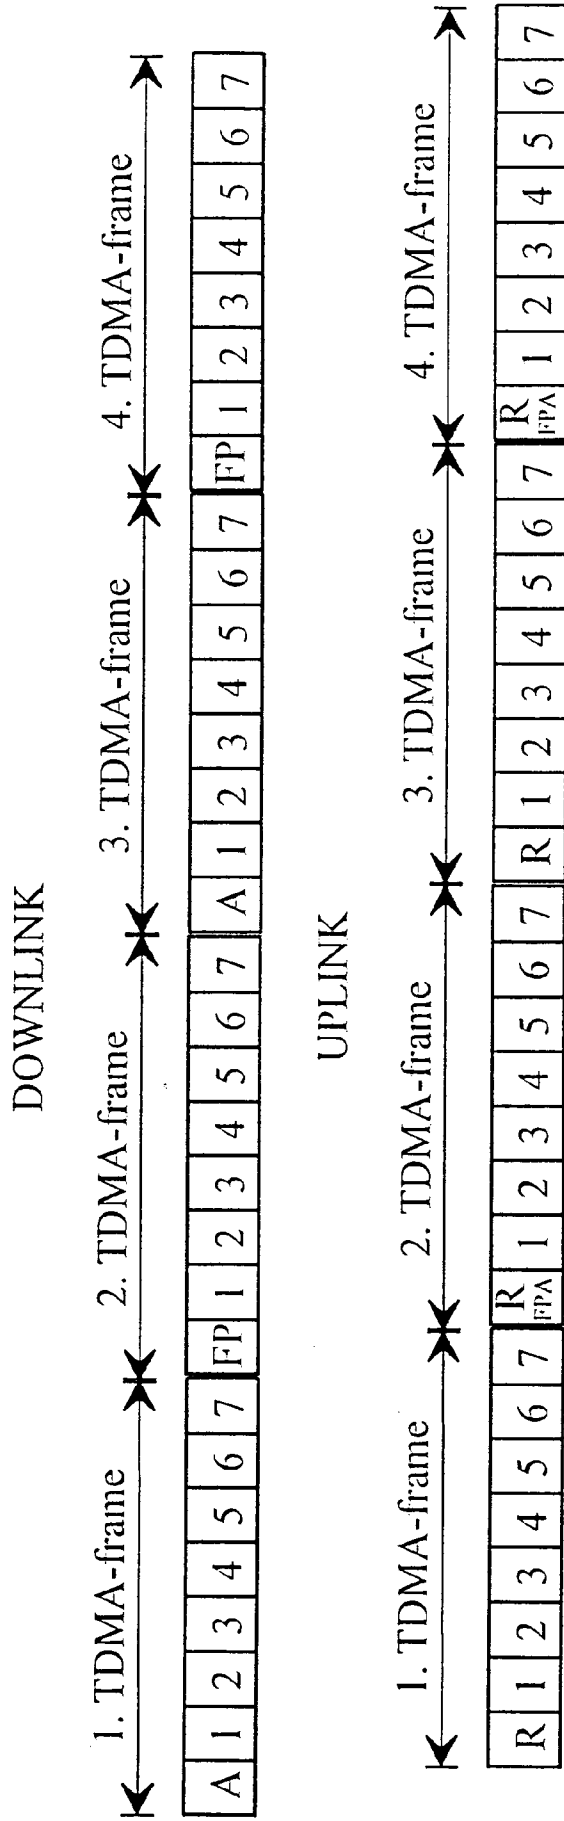 DOWNLINK
1. TDMA-frame 2. TDMA-frame 3. TDMA-frame 4. TDMA-frame
A 1 2 3 4 5 6 7 FP 1 2 3 4 5 6 7 A 1 2 3 4 5 6 7 FP 1 2 3 4 5 6 7
UPLINK
1. TDMA-frame 2. TDMA-frame 3. TDMA-frame 4. TDMA-frame
R 1 2 3 4 5 6 7 R FPA 1 2 3 4 5 6 7 R 1 2 3 4 5 6 7 R FPA 1 2 3 4 5 6 7